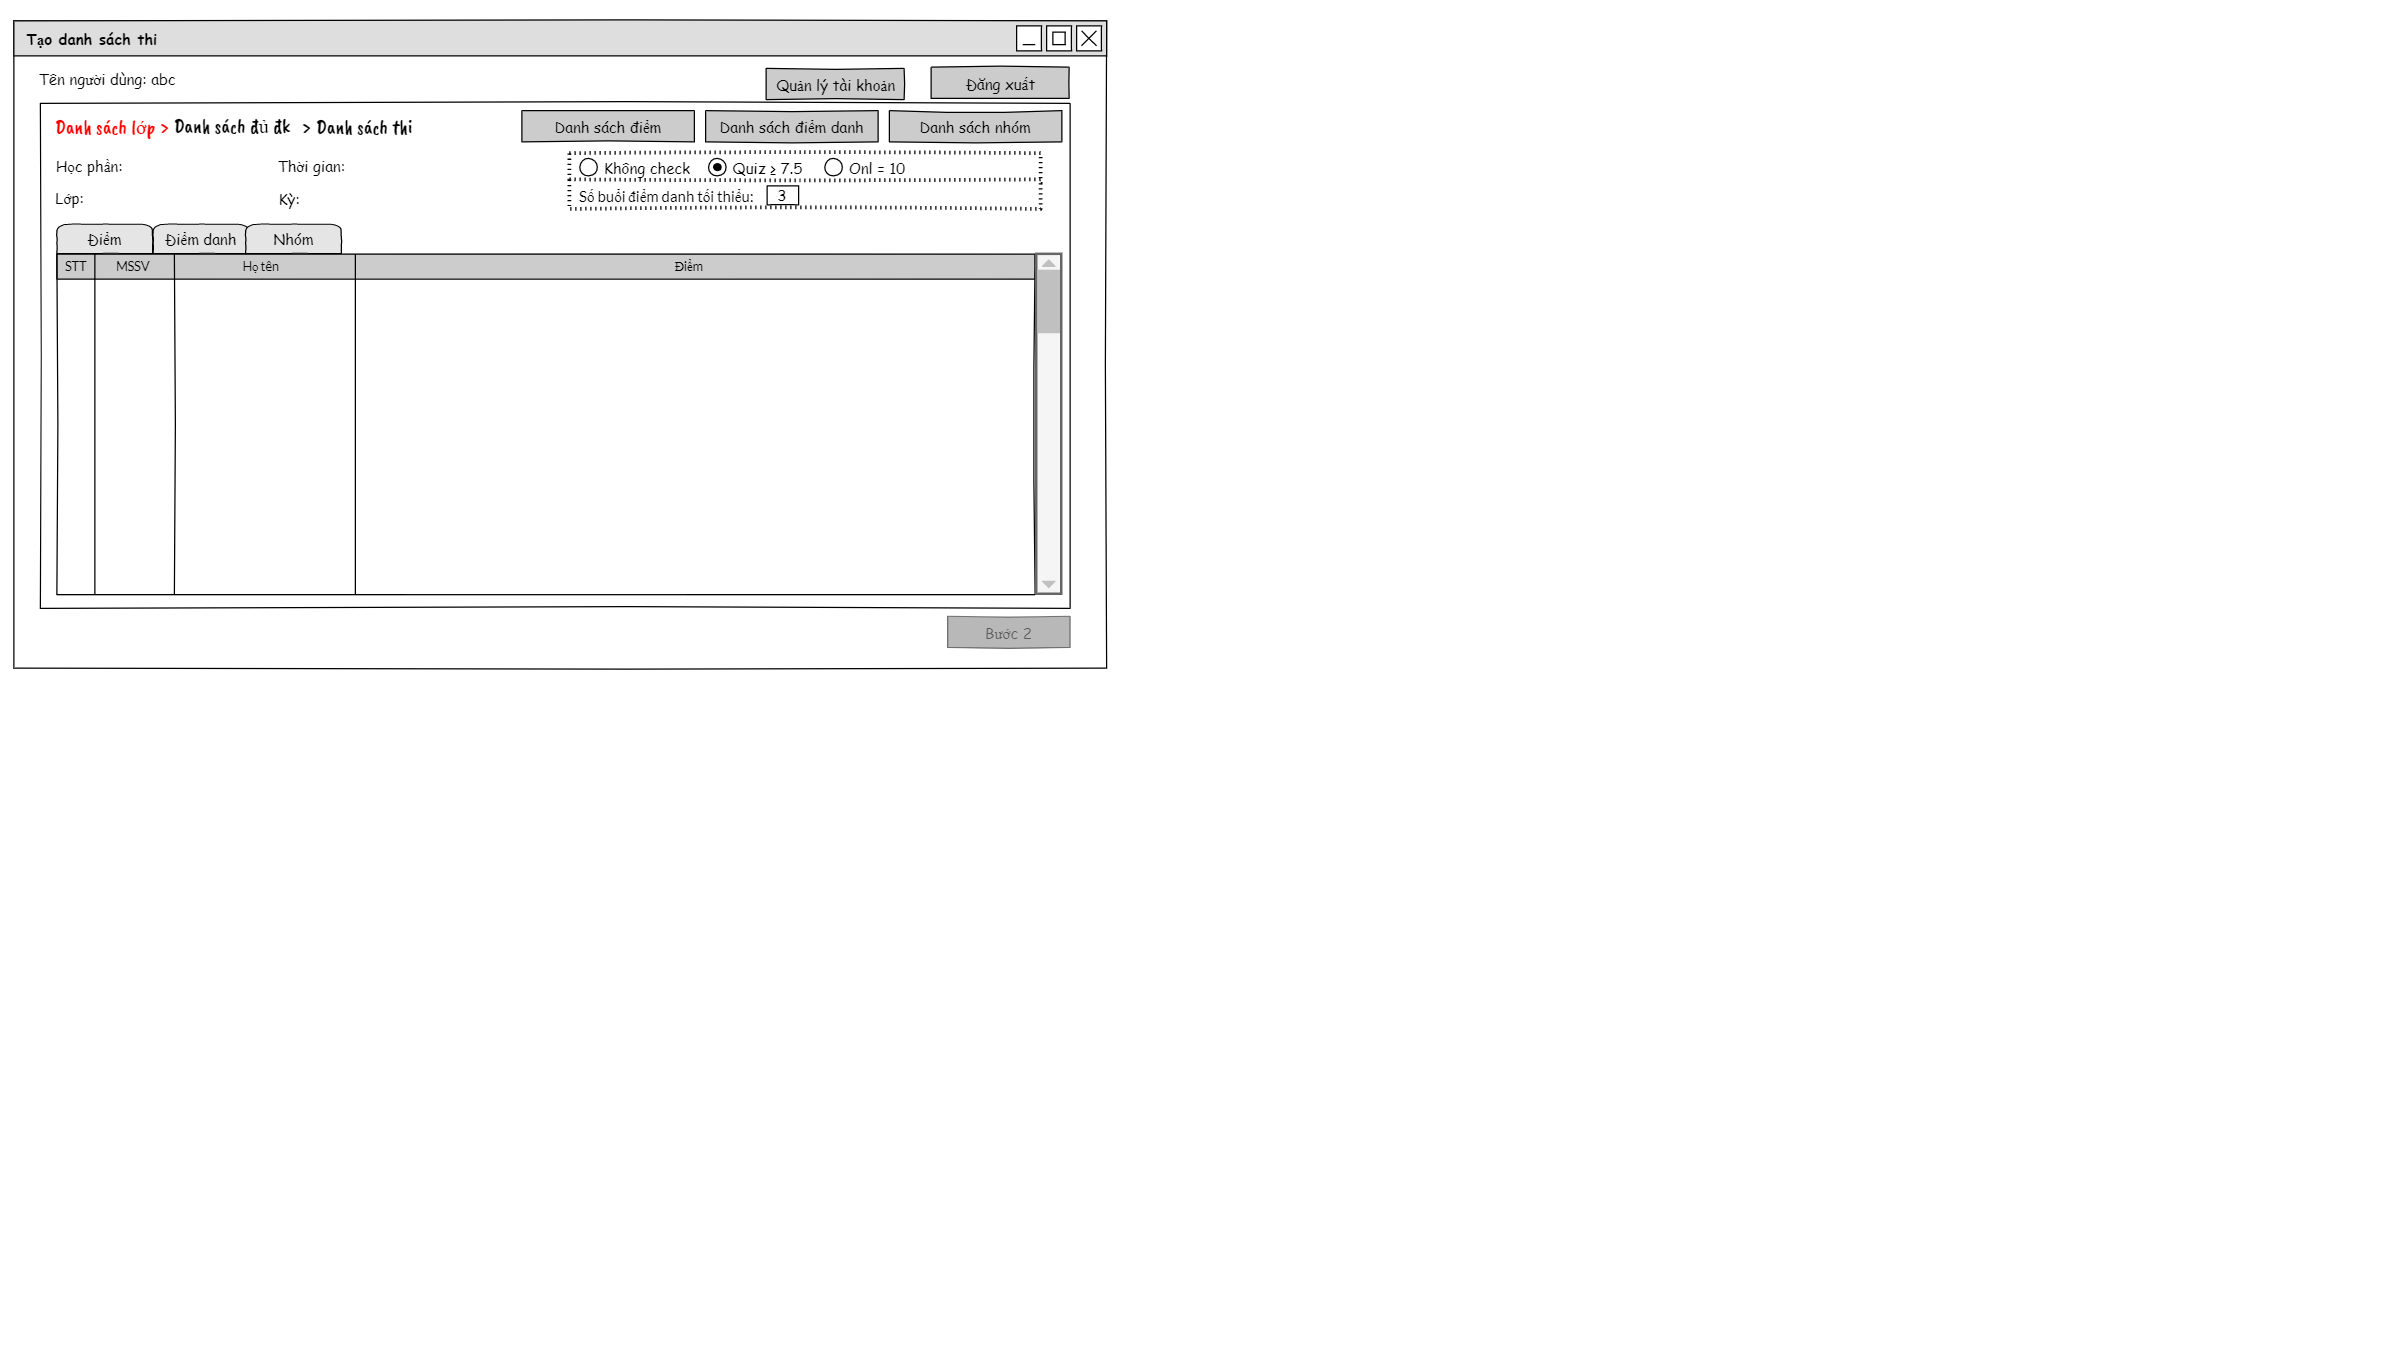 Tạo danh sách thi
Tên người dùng: abc
Quản lý tài khoản
Đăng xuất
Danh sách lớp > Danh sách đủ đk > Danh sách thi
Danh sách điểm
Danh sách điểm danh
Danh sách nhóm
Học phần:
Thời gian:
Không check
Quiz ≥ 7.5
Onl = 10
Lớp:
Kỳ:
Số buổi điểm danh tối thiểu: 3
Điểm
Điểm danh
Nhóm
STT
MSSV
Họ tên
Điểm
Bước 2